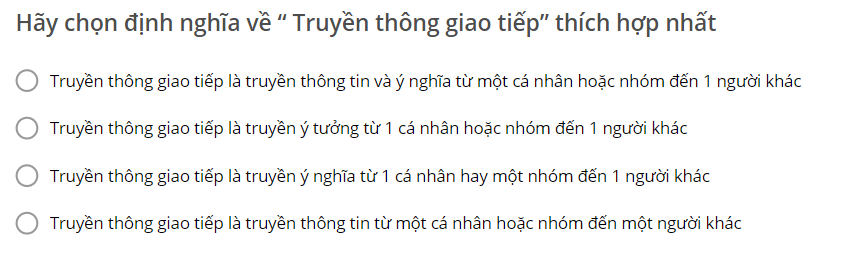 Hãy chọn định nghĩa về “ Truyền thông giao tiếp” thích hợp nhất
Truyền thông giao tiếp là truyền thông tin và ý nghĩa từ một cá nhân hoặc nhóm đến 1 người khác
Truyền thông giao tiếp là truyền ý tưởng từ 1 cá nhân hoặc nhóm đến 1 người khác
Truyền thông giao tiếp là truyền ý nghĩa từ 1 cá nhân hay một nhóm đến 1 người khác
Truyền thông giao tiếp là truyền thông tin từ một cá nhân hoặc nhóm đến một người khác